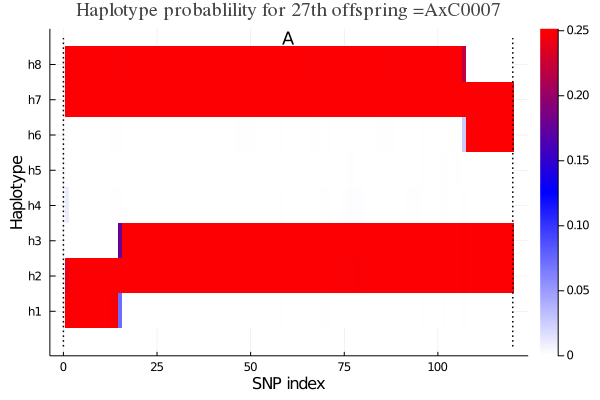 Haplotype probablility for 27th offspring =AxC0007
A
h8
h7
h6
h5
h4
h3
h2
h1
Haplotype
0 25 50 75 100
SNP index
0.25
0.20
0.15
0.10
0.05
0